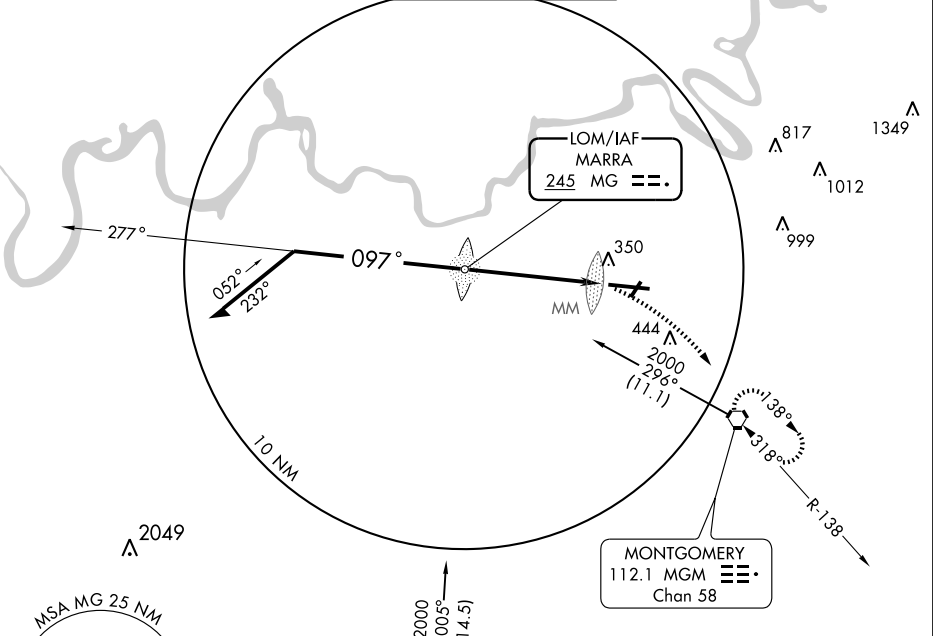 LOM/IAF
MARRA
245 MG
817
1349
1012
999
277°
097°
350
052°
232°
MM
444
2000
296°
(11.1)
138°
318°
10 NM
R-138
2049
MONTGOMERY
112.1 MGM
Chan 58
MSA MG 25 NM
2000
005°
14.5)